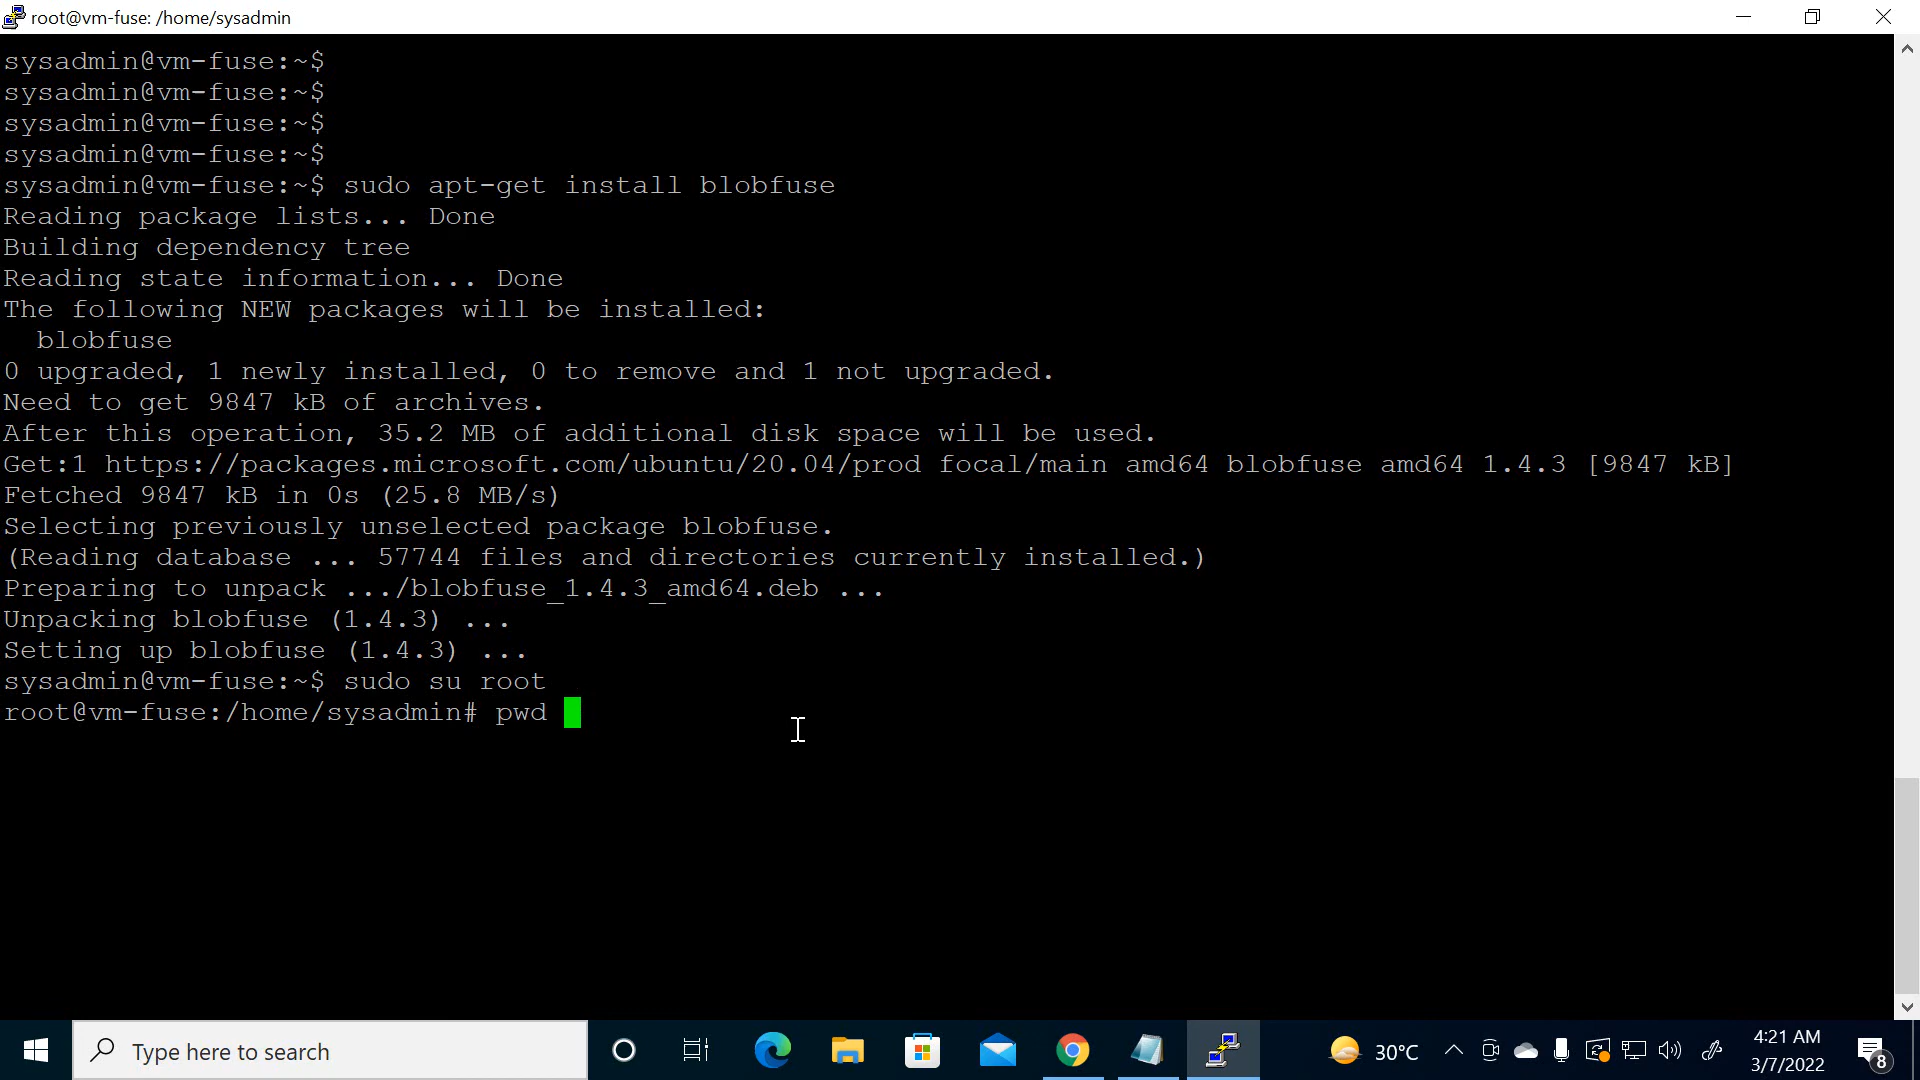 root@vm-fuse: /home/sysadmin
sysadmin@vm-fuse:~$
sysadmin@vm-fuse:~$
sysadmin@vm-fuse:~$
sysadmin@vm-fuse:~$
sysadmin@vm-fuse:~$ sudo apt-get install blobfuse
Reading package lists... Done
Building dependency tree
Reading state information... Done
The following NEW packages will be installed:
  blobfuse
0 upgraded, 1 newly installed, 0 to remove and 1 not upgraded.
Need to get 9847 kB of archives.
After this operation, 35.2 MB of additional disk space will be used.
Get:1 https://packages.microsoft.com/ubuntu/20.04/prod focal/main amd64 blobfuse amd64 1.4.3 [9847 kB]
Fetched 9847 kB in 0s (25.8 MB/s)
Selecting previously unselected package blobfuse.
(Reading database ... 57744 files and directories currently installed.)
Preparing to unpack .../blobfuse_1.4.3_amd64.deb ...
Unpacking blobfuse (1.4.3) ...
Setting up blobfuse (1.4.3) ...
sysadmin@vm-fuse:~$ sudo su root
root@vm-fuse:/home/sysadmin# pwd
Type here to search
30°C
4:21 AM
3/7/2022
8